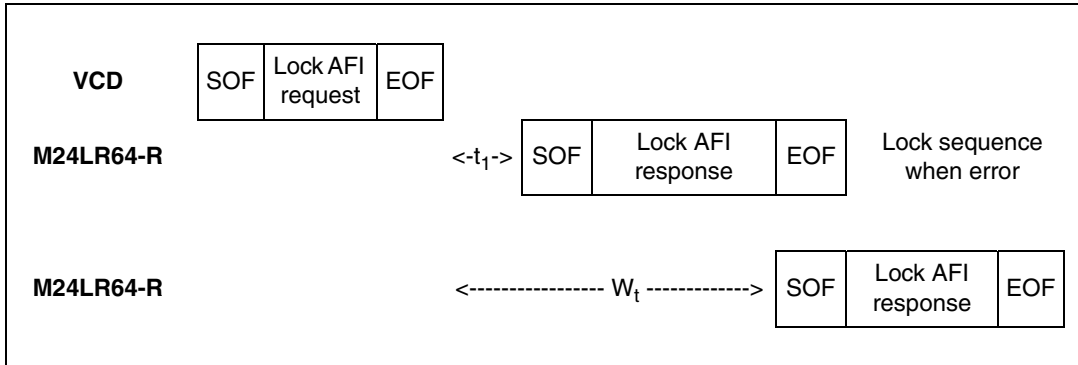 VCD SOF Lock AFI request EOF
M24LR64-R <-t1-> SOF Lock AFI response EOF Lock sequence when error
M24LR64-R <----------------- Wt -------------> SOF Lock AFI response EOF